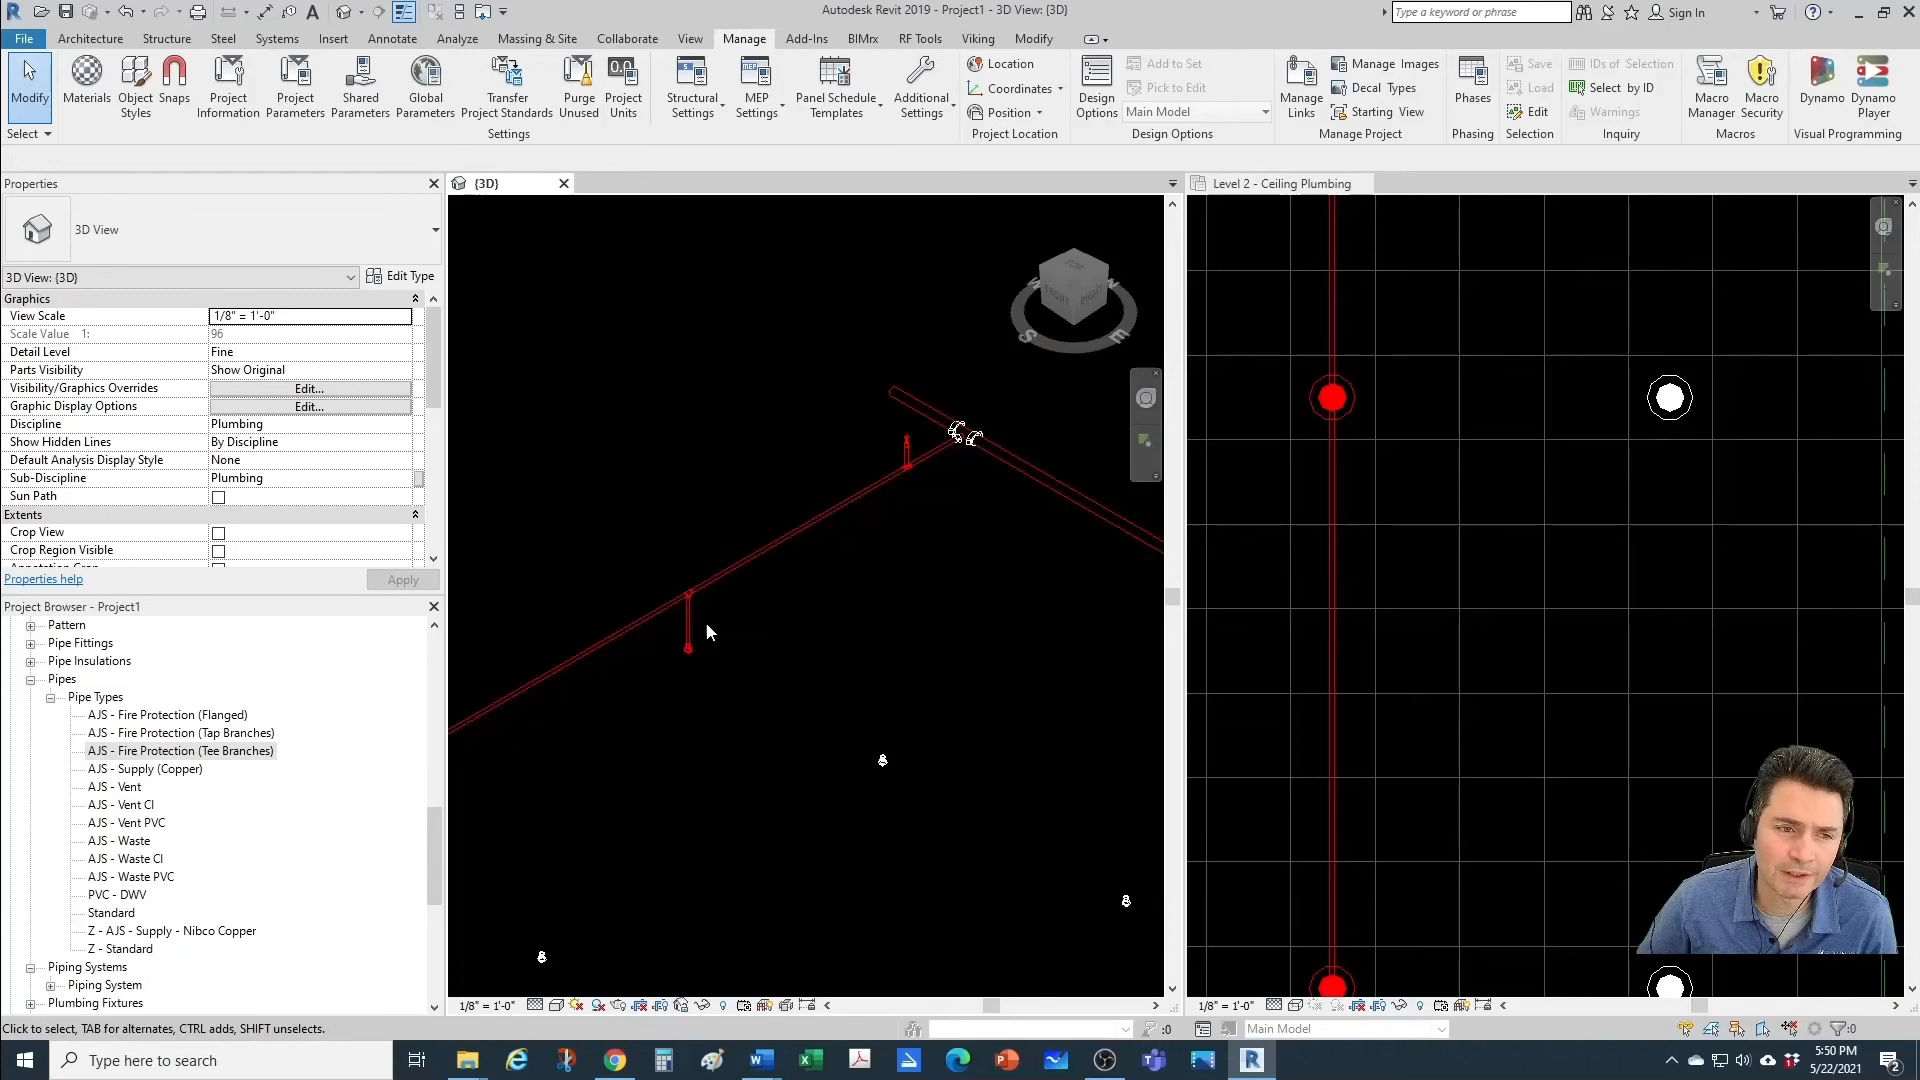 Autodesk Revit 2019 - Project1 - 3D View: {3D}
Type a keyword or phrase
Sign In
File Architecture Structure Steel Systems Insert Annotate Analyze Massing & Site Collaborate View Manage Add-Ins BIMrx RF Tools Viking Modify
Modify
Materials
Object Styles
Snaps
Project Information
Project Parameters
Shared Parameters
Global Parameters
Transfer Project Standards
Purge Unused
Project Units
Structural Settings
MEP Settings
Panel Schedule Templates
Additional Settings
Location
Coordinates
Position
Design Options
Add to Set
Pick to Edit
Main Model
Manage Links
Manage Images
Decal Types
Starting View
Phases
Save
Load
Edit
IDs of Selection
Select by ID
Warnings
Macro Manager
Macro Security
Dynamo
Dynamo Player
Select
Settings
Project Location
Design Options
Manage Project
Phasing
Selection
Inquiry
Macros
Visual Programming
Properties
3D View
3D View: {3D}
Edit Type
Graphics
View Scale 1/8" = 1'-0"
Scale Value 1: 96
Detail Level Fine
Parts Visibility Show Original
Visibility/Graphics Overrides Edit...
Graphic Display Options Edit...
Discipline Plumbing
Show Hidden Lines By Discipline
Default Analysis Display Style None
Sub-Discipline Plumbing
Sun Path
Extents
Crop View
Crop Region Visible
Properties help
Apply
Project Browser - Project1
Pattern
Pipe Fittings
Pipe Insulations
Pipes
Pipe Types
AJS - Fire Protection (Flanged)
AJS - Fire Protection (Tap Branches)
AJS - Fire Protection (Tee Branches)
AJS - Supply (Copper)
AJS - Vent
AJS - Vent CI
AJS - Vent PVC
AJS - Waste
AJS - Waste CI
AJS - Waste PVC
PVC - DWV
Standard
Z - AJS - Supply - Nibco Copper
Z - Standard
Piping Systems
Piping System
Plumbing Fixtures
{3D}
TOP
FRONT
RIGHT
W
N
S
E
1/8" = 1'-0"
Level 2 - Ceiling Plumbing
1/8" = 1'-0"
Click to select, TAB for alternates, CTRL adds, SHIFT unselects.
:0
Main Model
:0
Type here to search
5:50 PM
5/22/2021
2